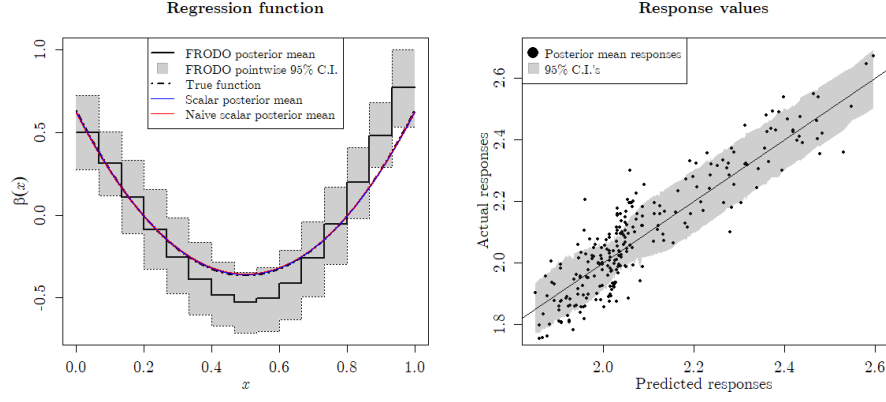 Regression function
FRODO posterior mean
FRODO pointwise 95% C.I.
True function
Scalar posterior mean
Naive scalar posterior mean
β(x)
1.0
0.5
0.0
-0.5
0.0 0.2 0.4 0.6 0.8 1.0
x
Response values
Posterior mean responses
95% C.I.'s
Actual responses
2.6
2.4
2.2
2.0
1.8
2.0 2.2 2.4 2.6
Predicted responses